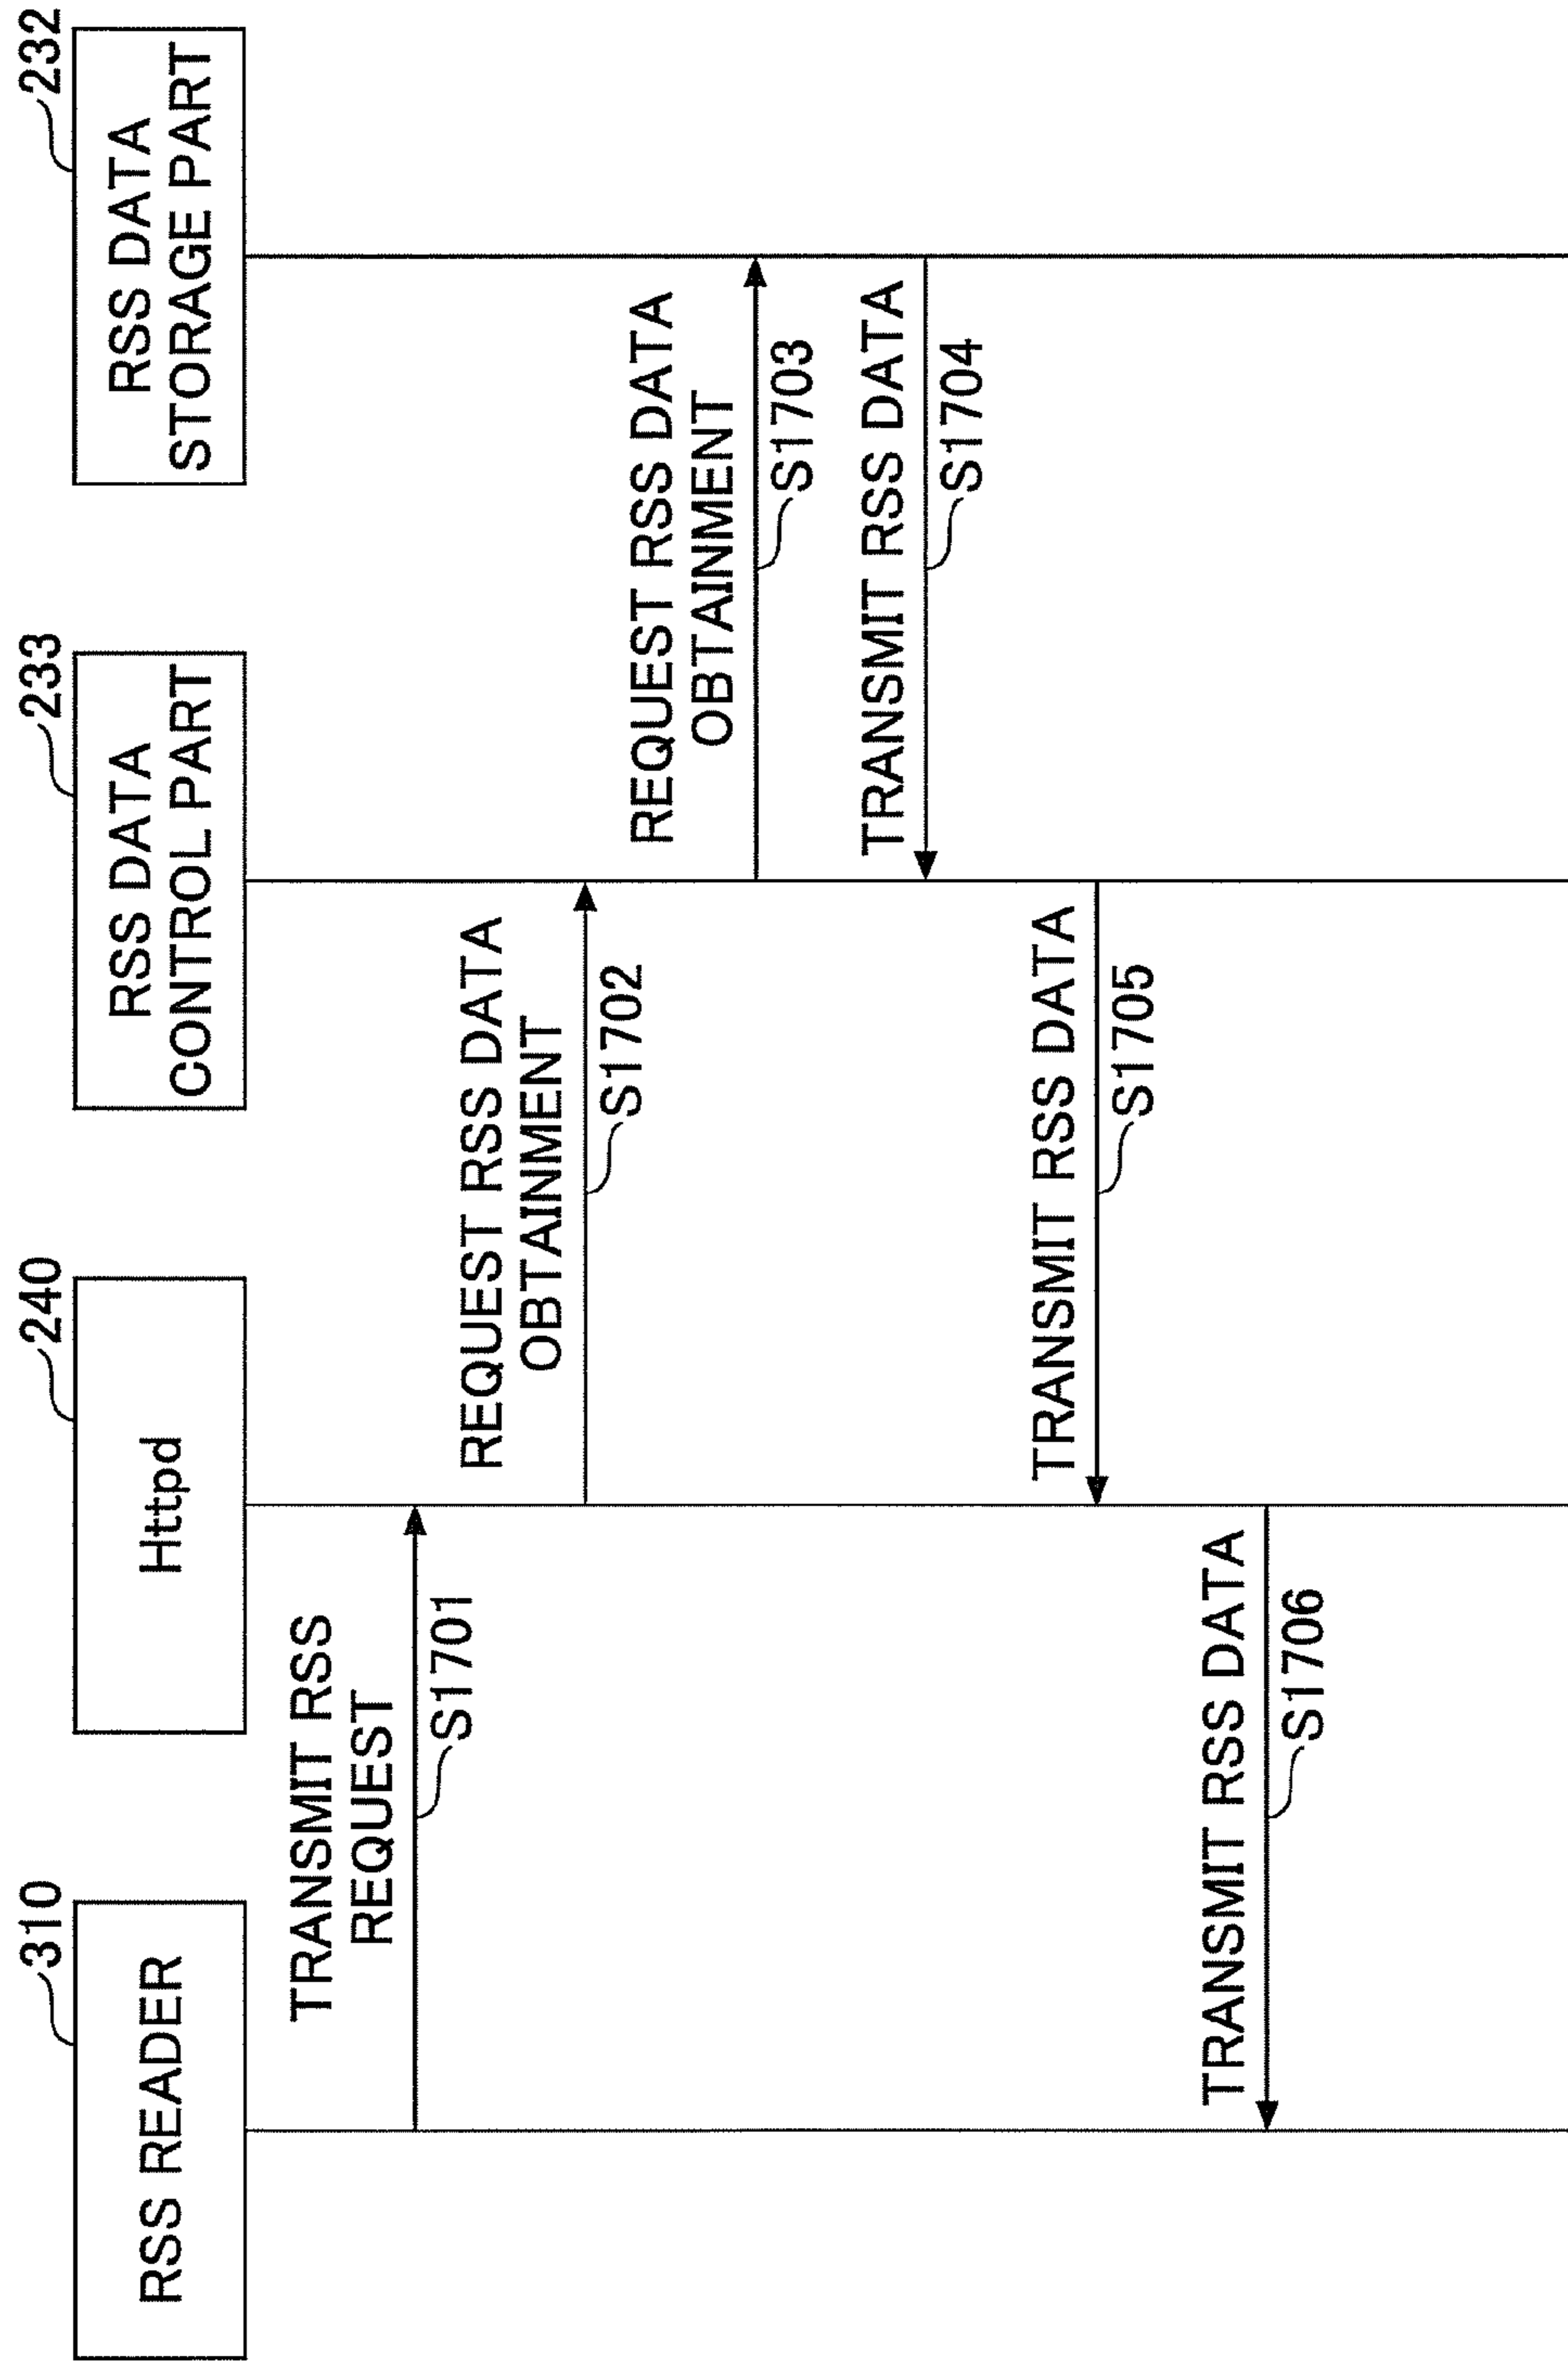 310
RSS READER
240
Httpd
233
RSS DATA
CONTROL PART
232
RSS DATA
STORAGE PART
TRANSMIT RSS
REQUEST
S1701
REQUEST RSS DATA
OBTAINMENT
S1702
REQUEST RSS DATA
OBTAINMENT
S1703
TRANSMIT RSS DATA
S1704
TRANSMIT RSS DATA
S1705
TRANSMIT RSS DATA
S1706